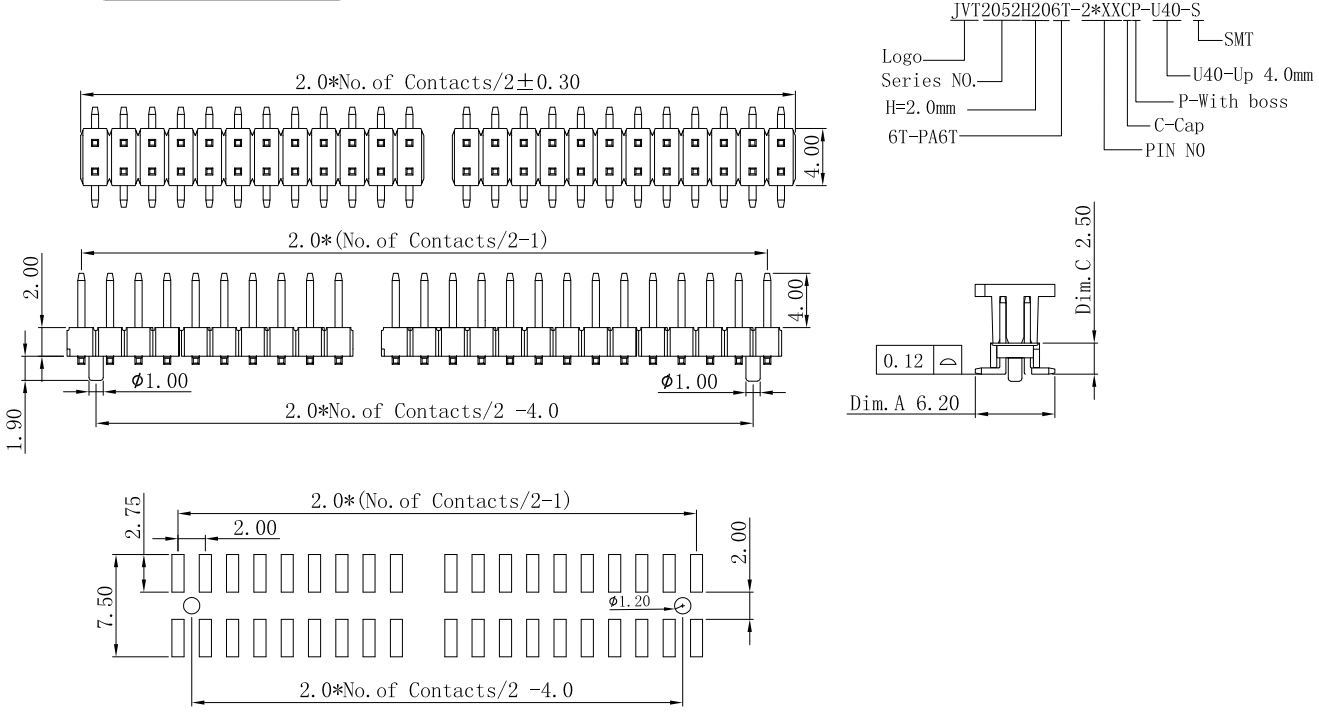 JVT2052H206T-2*XXCP-U40-S
SMT
Logo
U40-Up 4.0mm
Series NO.
P-With boss
H=2.0mm
C-Cap
6T-PA6T
PIN NO
2.0*No.of Contacts/2±0.30
4.00
2.0*(No.of Contacts/2-1)
2.00
4.00
ϕ1.00
ϕ1.00
2.0*No.of Contacts/2 -4.0
1.90
Dim.C 2.50
0.12 ⌓
Dim.A 6.20
2.0*(No.of Contacts/2-1)
2.75
2.00
2.00
7.50
ϕ1.20
2.0*No.of Contacts/2 -4.0